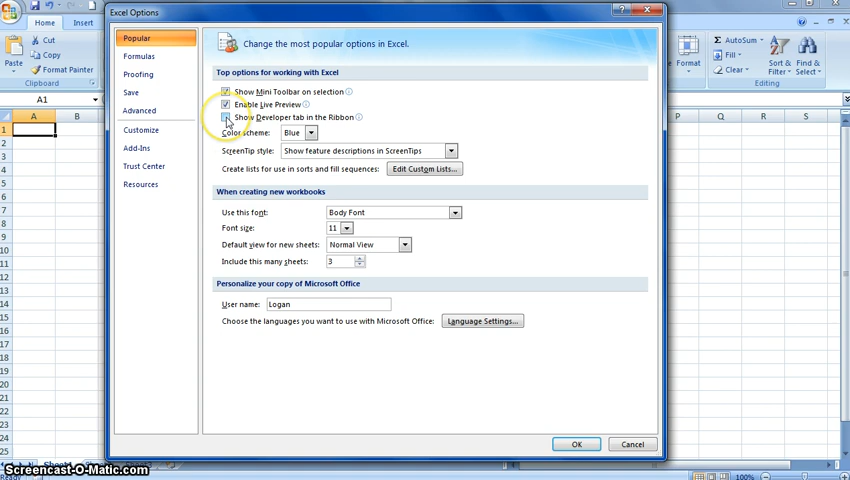 Excel Options
Home Insert
Cut
Copy
Format Painter
Paste
Clipboard
AutoSum
Fill
Clear
Sort &
Filter
Find &
Select
Format
Editing
A1
A B P Q R S
1
2
3
4
5
6
7
8
9
10
11
12
13
14
15
16
17
18
19
20
21
22
23
24
25
Popular
Formulas
Proofing
Save
Advanced
Customize
Add-Ins
Trust Center
Resources
Change the most popular options in Excel.
Top options for working with Excel
Show Mini Toolbar on selection
Enable Live Preview
Show Developer tab in the Ribbon
Color scheme: Blue
ScreenTip style: Show feature descriptions in ScreenTips
Create lists for use in sorts and fill sequences: Edit Custom Lists...
When creating new workbooks
Use this font: Body Font
Font size: 11
Default view for new sheets: Normal View
Include this many sheets: 3
Personalize your copy of Microsoft Office
User name: Logan
Choose the languages you want to use with Microsoft Office: Language Settings...
OK Cancel
Screencast-O-Matic.com
100%